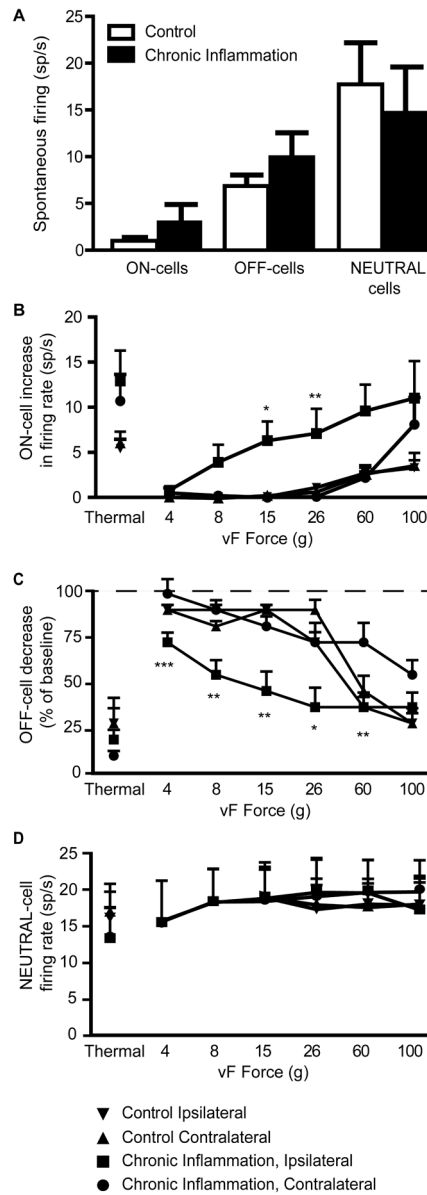 A
Spontaneous firing (sp/s)
25
20
15
10
5
0
Control
Chronic Inflammation
ON-cells
OFF-cells
NEUTRAL
cells
B
ON-cell increase
in firing rate (sp/s)
20
15
10
5
0
*
**
Thermal 4 8 15 26 60 100
vF Force (g)
C
OFF-cell decrease
(% of baseline)
100
75
50
25
0
***
**
**
*
**
Thermal 4 8 15 26 60 100
vF Force (g)
D
NEUTRAL-cell
firing rate (sp/s)
25
20
15
10
5
0
Thermal 4 8 15 26 60 100
vF Force (g)
Control Ipsilateral
Control Contralateral
Chronic Inflammation, Ipsilateral
Chronic Inflammation, Contralateral